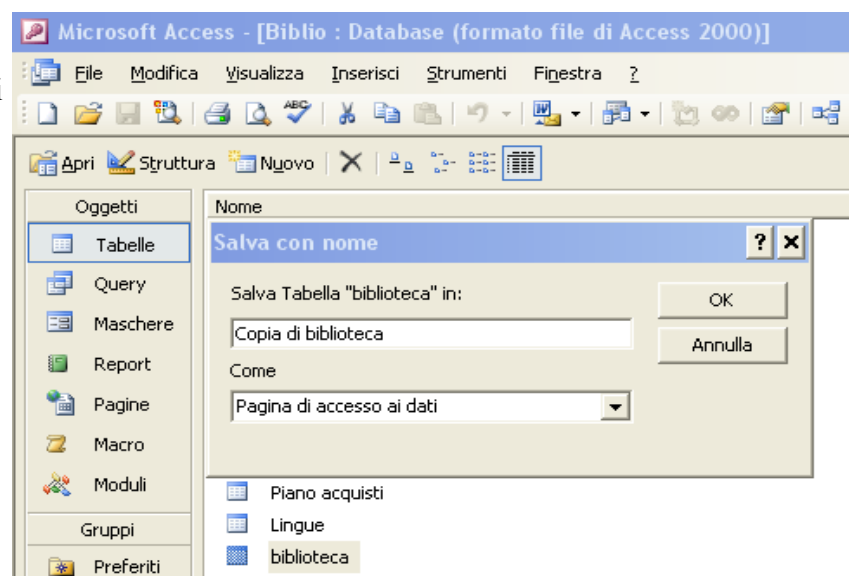 Microsoft Access - [Biblio : Database (formato file di Access 2000)]
i
File Modifica Visualizza Inserisci Strumenti Finestra ?
ABC
W
Apri Struttura Nuovo
Oggetti
Nome
Tabelle
Salva con nome
?
Query
Salva Tabella "biblioteca" in:
OK
Maschere
Copia di biblioteca
Annulla
Report
Come
Pagine
Pagina di accesso ai dati
Macro
Moduli
Piano acquisti
Gruppi
Lingue
Preferiti
biblioteca